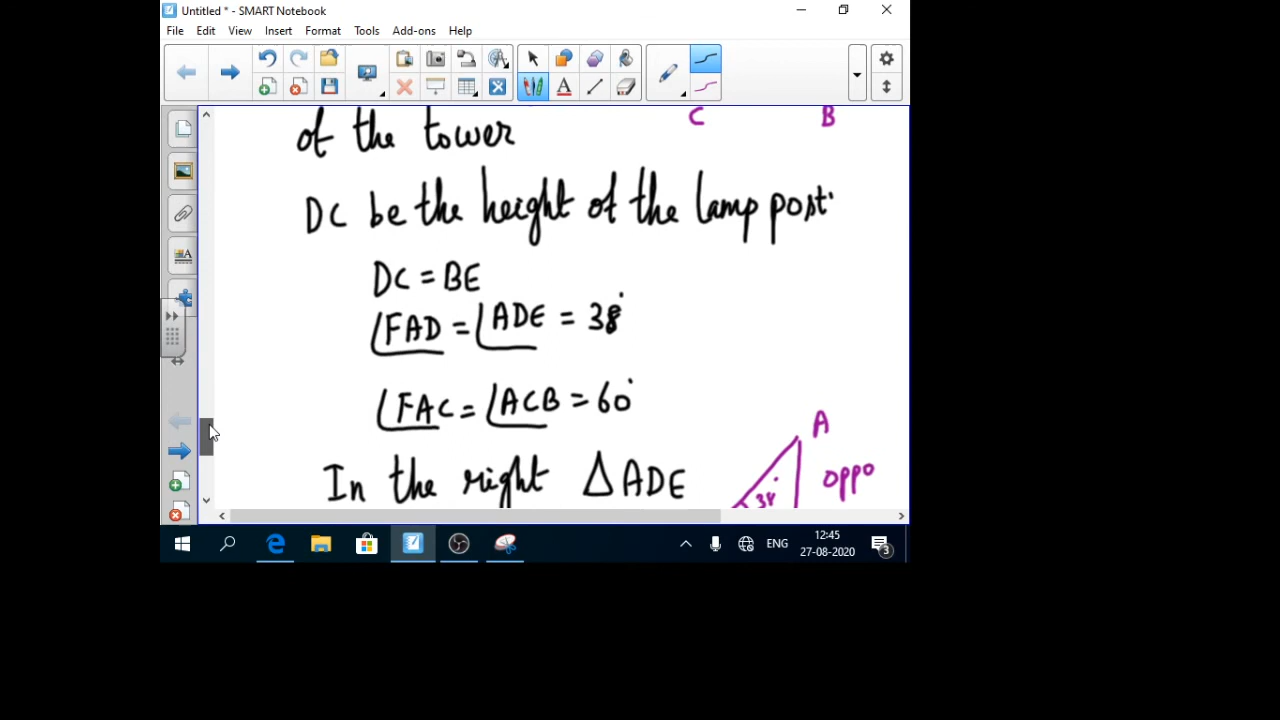 Untitled * - SMART Notebook
File Edit View Insert Format Tools Add-ons Help
C B
of the tower
DC be the height of the lamp post.
DC = BE
∠FAD = ∠ADE = 38°
∠FAC = ∠ACB = 60°
In the right △ADE
A
oppo
38°
ENG
12:45
27-08-2020
3